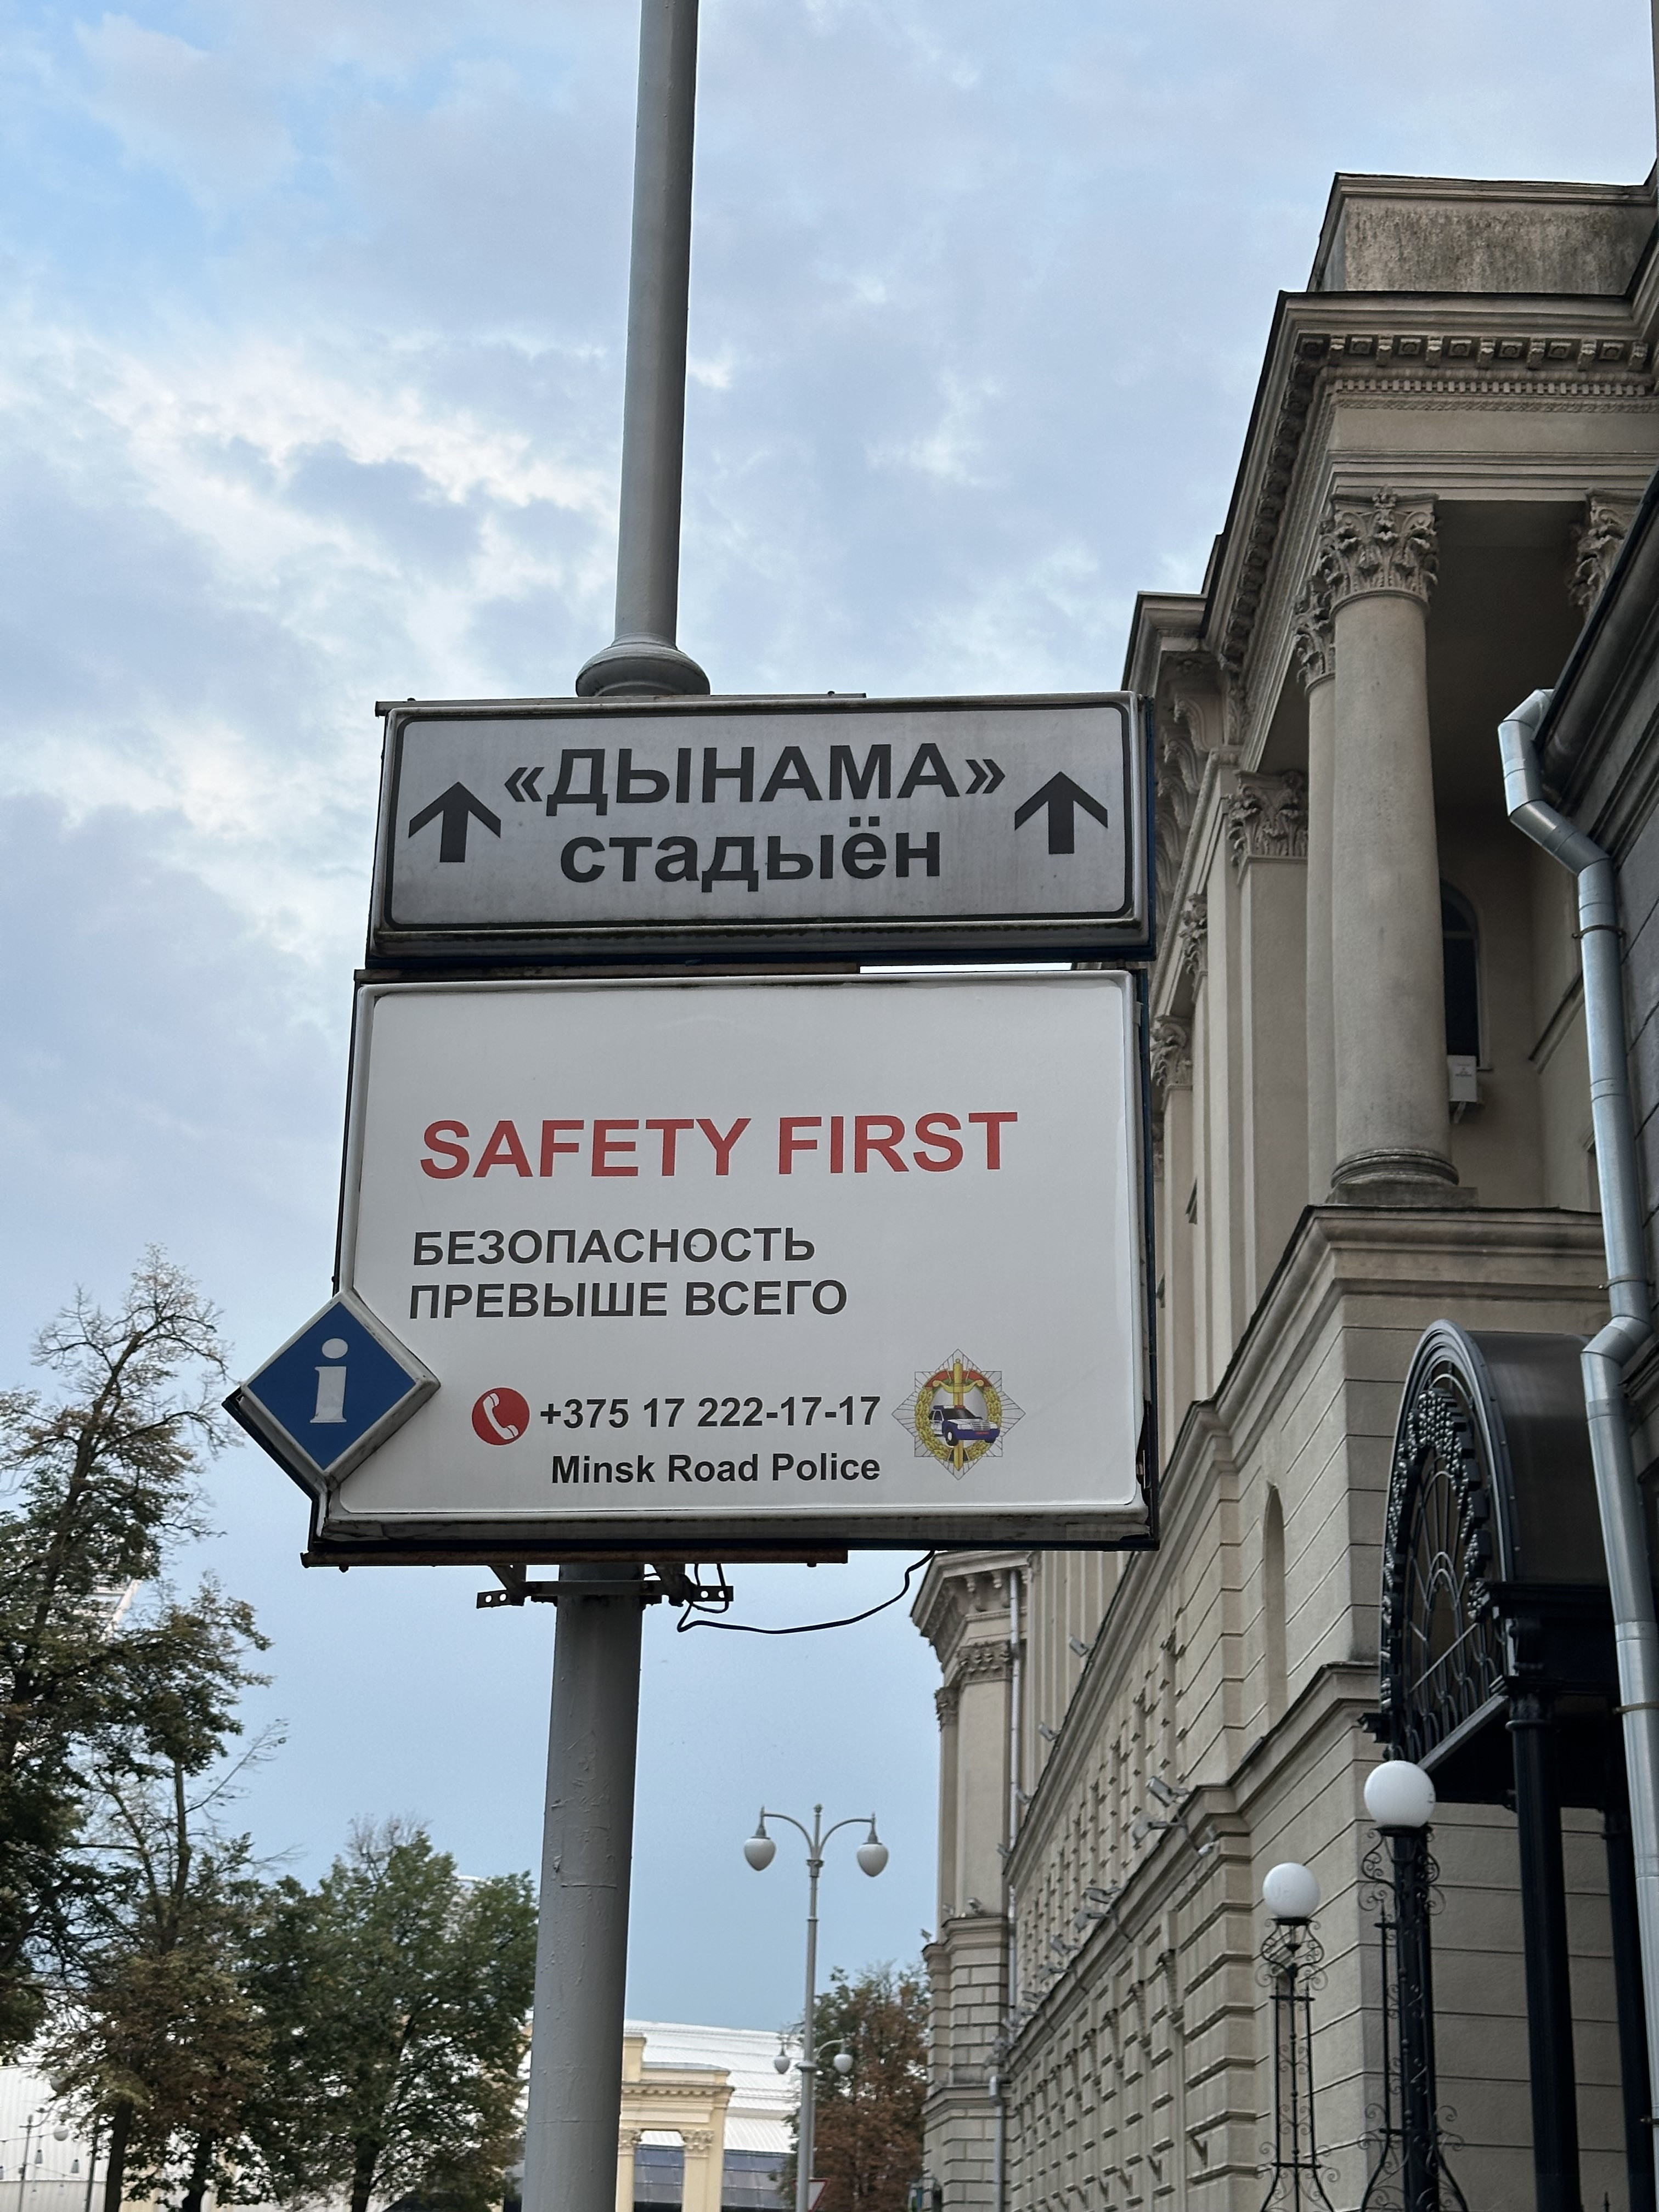 «ДЫНАМА»
стадыён
SAFETY FIRST
БЕЗОПАСНОСТЬ
ПРЕВЫШЕ ВСЕГО
i
+375 17 222-17-17
Minsk Road Police